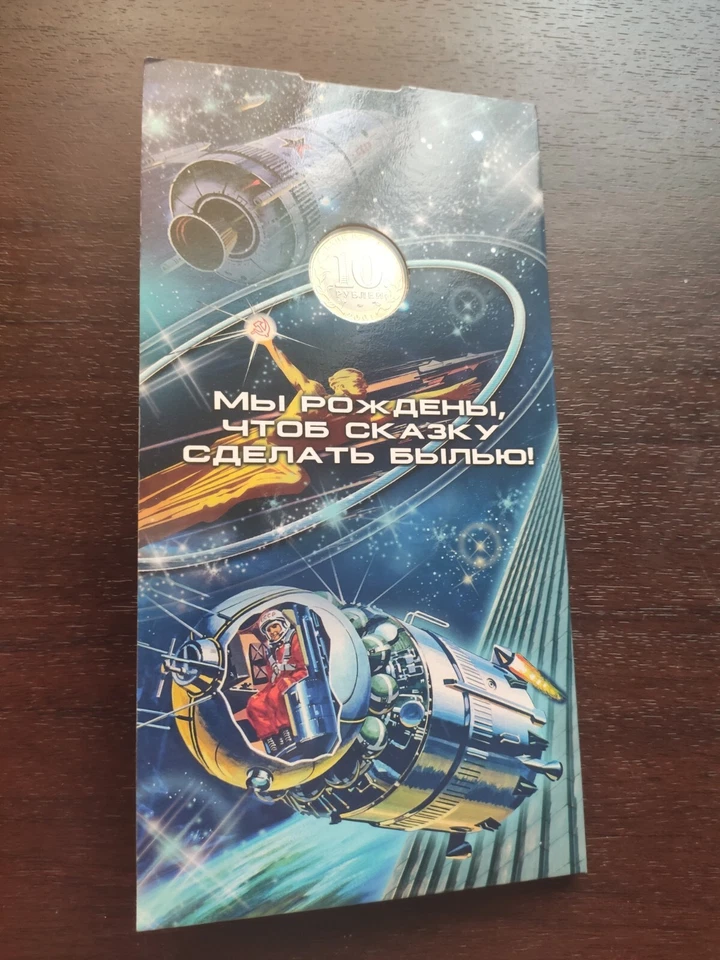 10
РУБЛЕЙ
МЫ РОЖДЕНЫ,
ЧТОБ СКАЗКУ
СДЕЛАТЬ БЫЛЬЮ!